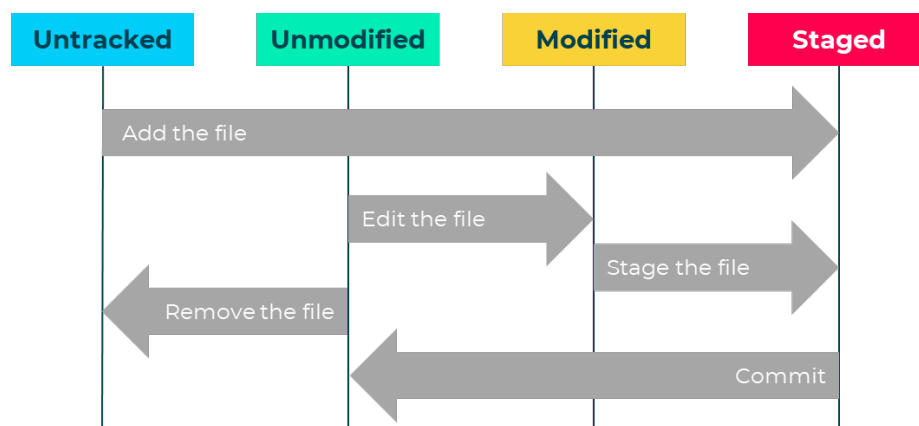 Untracked
Unmodified
Modified
Staged
Add the file
Edit the file
Stage the file
Remove the file
Commit